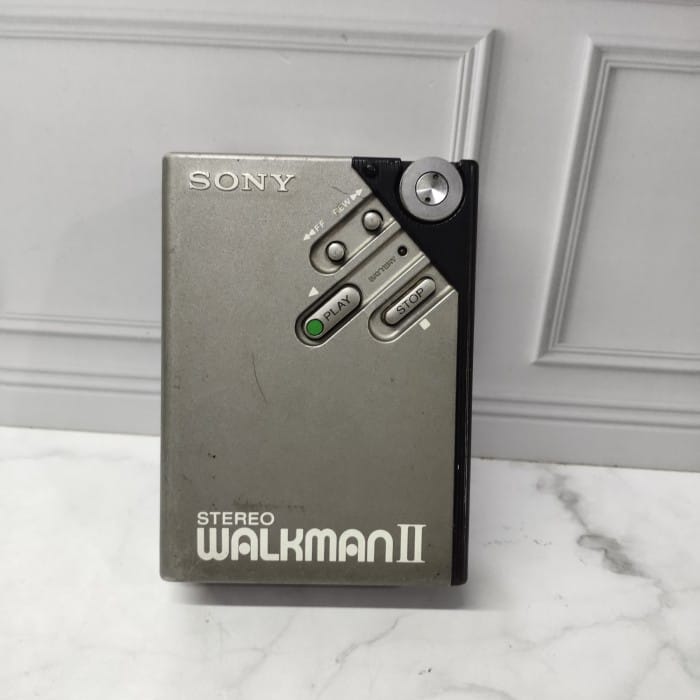 SONY
◀◀ FF
REW ▶▶
BATTERY
PLAY
STOP
STEREO
WALKMAN II